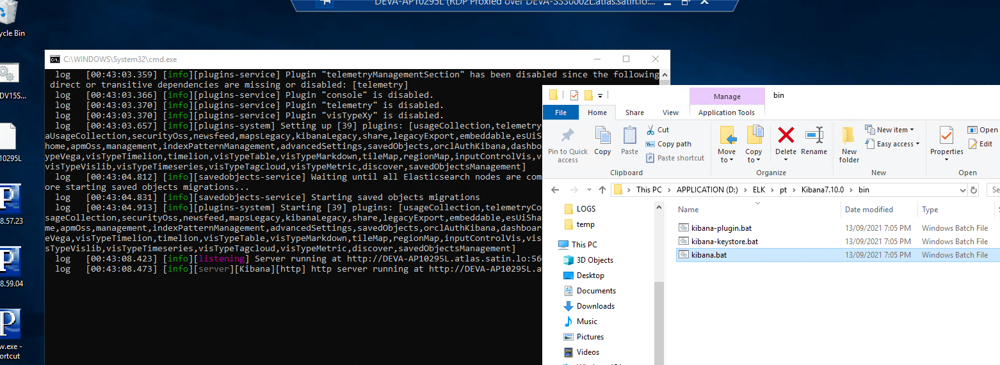 DEVA-AP10295L (RDP Proxied over DEVA-SS30002L.atlas.satin.lo:...
ycle Bin
DV15S...
10295L
8.57.23
8.59.04
w.exe -
ortcut
C:\WINDOWS\System32\cmd.exe
log [00:43:03.359] [info][plugins-service] Plugin "telemetryManagementSection" has been disabled since the following
direct or transitive dependencies are missing or disabled: [telemetry]
log [00:43:03.366] [info][plugins-service] Plugin "console" is disabled.
log [00:43:03.370] [info][plugins-service] Plugin "telemetry" is disabled.
log [00:43:03.370] [info][plugins-service] Plugin "visTypeXy" is disabled.
log [00:43:03.657] [info][plugins-system] Setting up [39] plugins: [usageCollection,telemetry
aUsageCollection,securityOss,newsfeed,mapsLegacy,kibanaLegacy,share,legacyExport,embeddable,esUiS
home,apmOss,management,indexPatternManagement,advancedSettings,savedObjects,orclAuthKibana,dashbo
ypeVega,visTypeTimelion,timelion,visTypeTable,visTypeMarkdown,tileMap,regionMap,inputControlVis,v
visTypeVislib,visTypeTimeseries,visTypeTagcloud,visTypeMetric,discover,savedObjectsManagement]
log [00:43:04.812] [info][savedobjects-service] Waiting until all Elasticsearch nodes are com
ore starting saved objects migrations...
log [00:43:04.831] [info][savedobjects-service] Starting saved objects migrations
log [00:43:04.913] [info][plugins-system] Starting [39] plugins: [usageCollection,telemetryCo
sageCollection,securityOss,newsfeed,mapsLegacy,kibanaLegacy,share,legacyExport,embeddable,esUiSha
me,apmOss,management,indexPatternManagement,advancedSettings,savedObjects,orclAuthKibana,dashboar
eVega,visTypeTimelion,timelion,visTypeTable,visTypeMarkdown,tileMap,regionMap,inputControlVis,vis
sTypeVislib,visTypeTimeseries,visTypeTagcloud,visTypeMetric,discover,savedObjectsManagement]
log [00:43:08.423] [info][listening] Server running at http://DEVA-AP10295L.atlas.satin.lo:56
log [00:43:08.473] [info][server][Kibana][http] http server running at http://DEVA-AP10295L.a
Manage
bin
File Home Share View Application Tools
Pin to Quick access
Copy
Paste
Cut
Copy path
Paste shortcut
Move to
Copy to
Delete
Rename
New folder
New item
Easy access
Properties
Open
Edit
Clipboard
Organize
New
Open
This PC > APPLICATION (D:) > ELK > pt > Kibana7.10.0 > bin
Se
LOGS
temp
This PC
3D Objects
Desktop
Documents
Downloads
Music
Pictures
Videos
Name Date modified Type
kibana-plugin.bat 13/09/2021 7:05 PM Windows Batch File
kibana-keystore.bat 13/09/2021 7:05 PM Windows Batch File
kibana.bat 13/09/2021 7:05 PM Windows Batch File